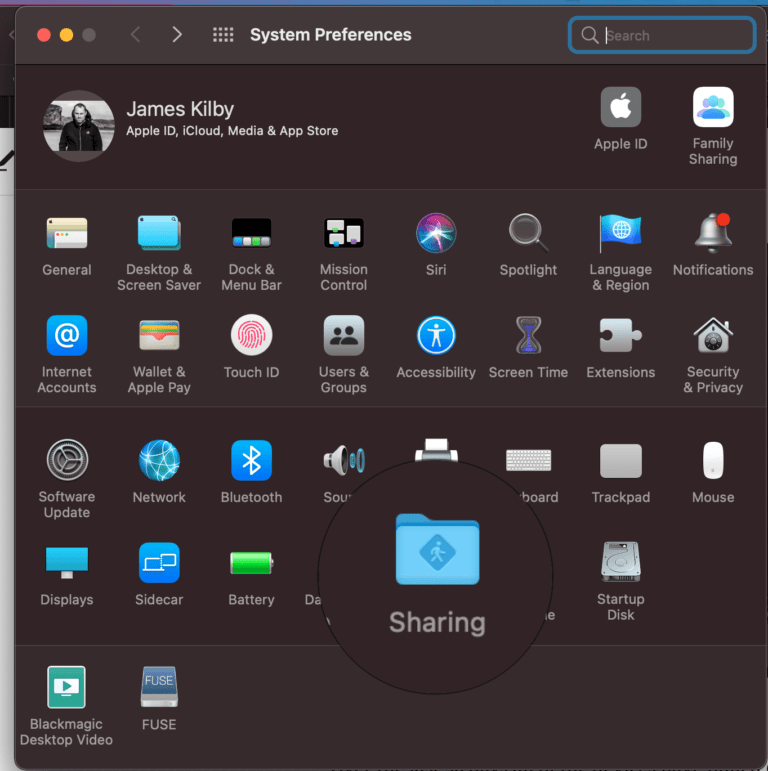 System Preferences
Search
James Kilby
Apple ID, iCloud, Media & App Store
Apple ID
Family
Sharing
General
Desktop &
Screen Saver
Dock &
Menu Bar
Mission
Control
Siri
Spotlight
Language
& Region
Notifications
@
Internet
Accounts
Wallet &
Apple Pay
Touch ID
Users &
Groups
Accessibility
Screen Time
Extensions
Security
& Privacy
Software
Update
Network
Bluetooth
Trackpad
Mouse
Displays
Sidecar
Battery
Sharing
Startup
Disk
FUSE
Blackmagic
Desktop Video
FUSE